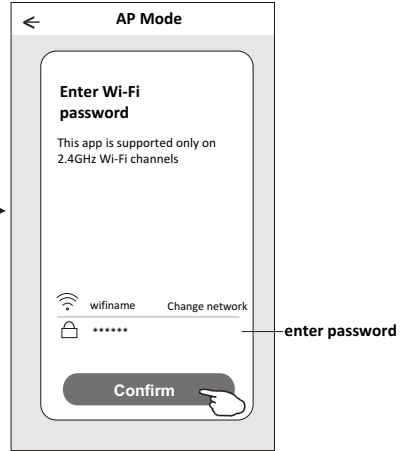 AP Mode
Enter Wi-Fi
password
This app is supported only on
2.4GHz Wi-Fi channels
wifiname Change network
****** enter password
Confirm